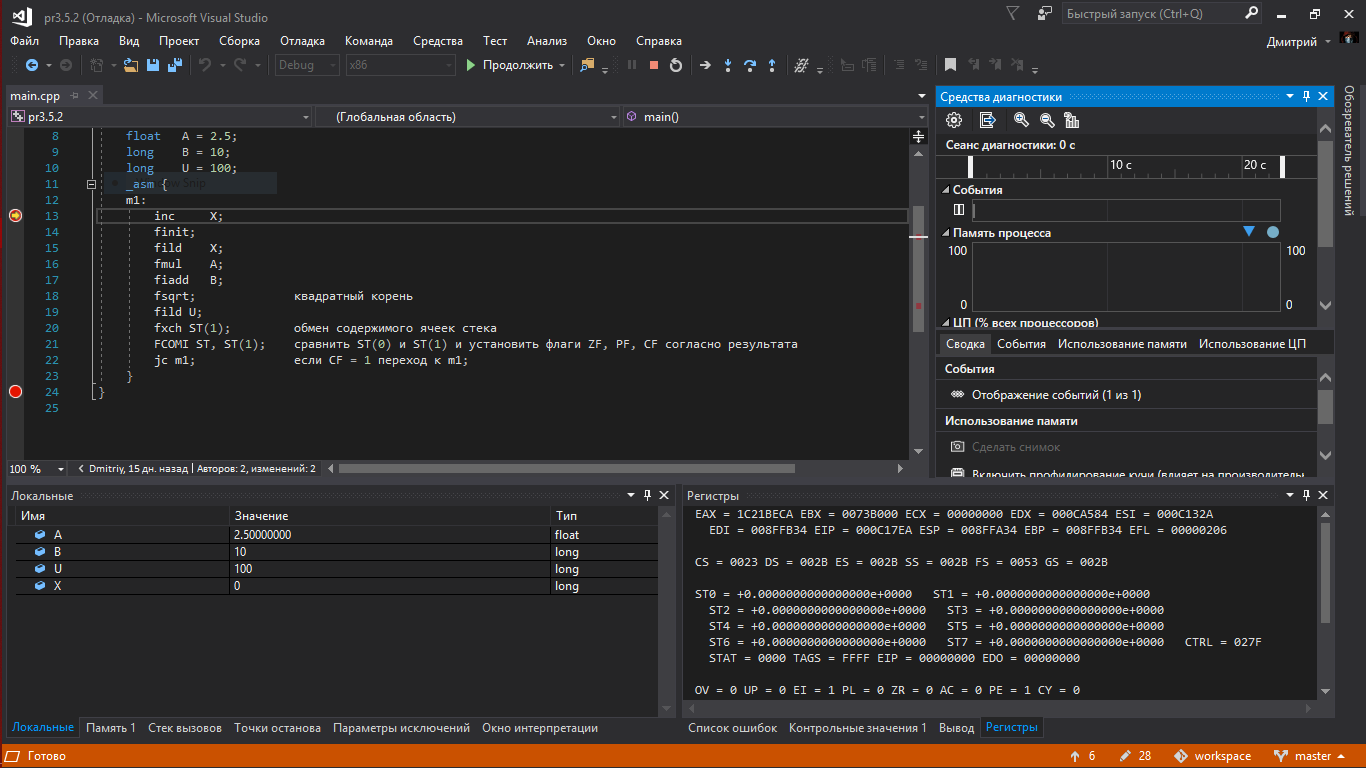 pr3.5.2 (Отладка) - Microsoft Visual Studio
Быстрый запуск (Ctrl+Q)
Файл Правка Вид Проект Сборка Отладка Команда Средства Тест Анализ Окно Справка
Дмитрий
Debug x86 Продолжить
main.cpp
pr3.5.2 (Глобальная область) main()
8 float A = 2.5;
9 long B = 10;
10 long U = 100;
11 _asm {
12 m1:
13 inc X;
14 finit;
15 fild X;
16 fmul A;
17 fiadd B;
18 fsqrt; квадратный корень
19 fild U;
20 fxch ST(1); обмен содержимого ячеек стека
21 FCOMI ST, ST(1); сравнить ST(0) и ST(1) и установить флаги ZF, PF, CF согласно результата
22 jc m1; если CF = 1 переход к m1;
23 }
24 }
25
100 % Dmitriy, 15 дн. назад | Авторов: 2, изменений: 2
Средства диагностики
Сеанс диагностики: 0 с
10 с 20 с
События
Память процесса
100 100
0 0
ЦП (% всех процессоров)
Сводка События Использование памяти Использование ЦП
События
Отображение событий (1 из 1)
Использование памяти
Сделать снимок
Включить профилирование кучи (влияет на производитель
Обозреватель решений
Локальные
Имя Значение Тип
A 2.50000000 float
B 10 long
U 100 long
X 0 long
Локальные Память 1 Стек вызовов Точки останова Параметры исключений Окно интерпретации
Регистры
EAX = 1C21BECA EBX = 0073B000 ECX = 00000000 EDX = 000CA584 ESI = 000C132A
EDI = 008FFB34 EIP = 000C17EA ESP = 008FFA34 EBP = 008FFB34 EFL = 00000206
CS = 0023 DS = 002B ES = 002B SS = 002B FS = 0053 GS = 002B
ST0 = +0.0000000000000000e+0000 ST1 = +0.0000000000000000e+0000
ST2 = +0.0000000000000000e+0000 ST3 = +0.0000000000000000e+0000
ST4 = +0.0000000000000000e+0000 ST5 = +0.0000000000000000e+0000
ST6 = +0.0000000000000000e+0000 ST7 = +0.0000000000000000e+0000 CTRL = 027F
STAT = 0000 TAGS = FFFF EIP = 00000000 EDO = 00000000
OV = 0 UP = 0 EI = 1 PL = 0 ZR = 0 AC = 0 PE = 1 CY = 0
Список ошибок Контрольные значения 1 Вывод Регистры
Готово 6 28 workspace master